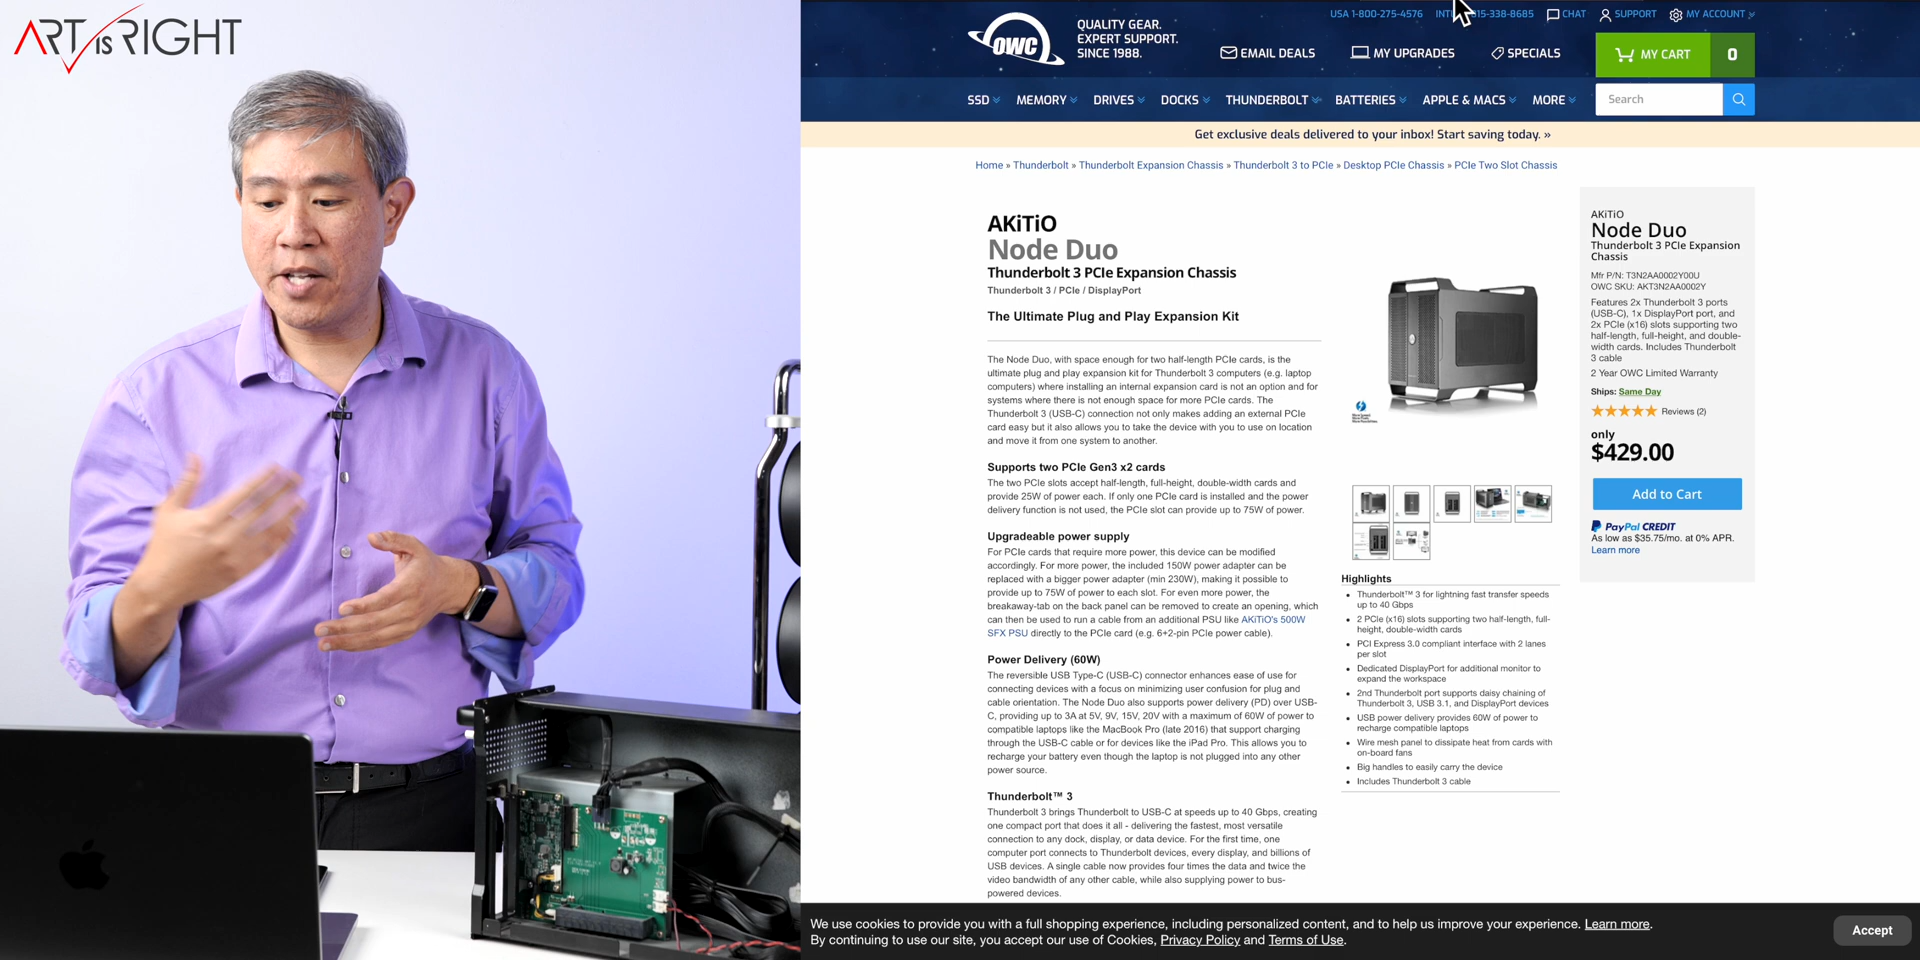 ART is RIGHT
OWC
QUALITY GEAR.
EXPERT SUPPORT.
SINCE 1988.
USA 1-800-275-4576
15-338-8685
CHAT
SUPPORT
MY ACCOUNT
EMAIL DEALS
MY UPGRADES
SPECIALS
MY CART
0
SSD
MEMORY
DRIVES
DOCKS
THUNDERBOLT
BATTERIES
APPLE & MACS
MORE
Search
Get exclusive deals delivered to your inbox! Start saving today. »
Home » Thunderbolt » Thunderbolt Expansion Chassis » Thunderbolt 3 to PCIe » Desktop PCIe Chassis » PCIe Two Slot Chassis
AKiTiO
Node Duo
Thunderbolt 3 PCIe Expansion Chassis
Thunderbolt 3 / PCIe / DisplayPort
The Ultimate Plug and Play Expansion Kit
The Node Duo, with space enough for two half-length PCIe cards, is the
ultimate plug and play expansion kit for Thunderbolt 3 computers (e.g. laptop
computers) where installing an internal expansion card is not an option and for
systems where there is not enough space for more PCIe cards. The
Thunderbolt 3 (USB-C) connection not only makes adding an external PCIe
card easy but it also allows you to take the device with you to use on location
and move it from one system to another.
Supports two PCIe Gen3 x2 cards
The two PCIe slots accept half-length, full-height, double-width cards and
provide 25W of power each. If only one PCIe card is installed and the power
delivery function is not used, the PCIe slot can provide up to 75W of power.
Upgradeable power supply
For PCIe cards that require more power, this device can be modified
accordingly. For more power, the included 150W power adapter can be
replaced with a bigger power adapter (min 230W), making it possible to
provide up to 75W of power to each slot. For even more power, the
breakaway-tab on the back panel can be removed to create an opening, which
can then be used to run a cable from an additional PSU like AKiTiO's 500W
SFX PSU directly to the PCIe card (e.g. 6+2-pin PCIe power cable).
Power Delivery (60W)
The reversible USB Type-C (USB-C) connector enhances ease of use for
connecting devices with a focus on minimizing user confusion for plug and
cable orientation. The Node Duo also supports power delivery (PD) over USB-
C, providing up to 3A at 5V, 9V, 15V, 20V with a maximum of 60W of power to
compatible laptops like the MacBook Pro (late 2016) that support charging
through the USB-C cable or for devices like the iPad Pro. This allows you to
recharge your battery even though the laptop is not plugged into any other
power source.
Thunderbolt™ 3
Thunderbolt 3 brings Thunderbolt to USB-C at speeds up to 40 Gbps, creating
one compact port that does it all - delivering the fastest, most versatile
connection to any dock, display, or data device. For the first time, one
computer port connects to Thunderbolt devices, every display, and billions of
USB devices. A single cable now provides four times the data and twice the
video bandwidth of any other cable, while also supplying power to bus-
powered devices.
Highlights
Thunderbolt™ 3 for lightning fast transfer speeds
up to 40 Gbps
2 PCIe (x16) slots supporting two half-length, full-
height, double-width cards
PCI Express 3.0 compliant interface with 2 lanes
per slot
Dedicated DisplayPort for additional monitor to
expand the workspace
2nd Thunderbolt port supports daisy chaining of
Thunderbolt 3, USB 3.1, and DisplayPort devices
USB power delivery provides 60W of power to
recharge compatible laptops
Wire mesh panel to dissipate heat from cards with
on-board fans
Big handles to easily carry the device
Includes Thunderbolt 3 cable
AKiTiO
Node Duo
Thunderbolt 3 PCIe Expansion
Chassis
Mfr P/N: T3N2AA0002Y00U
OWC SKU: AKT3N2AA0002Y
Features 2x Thunderbolt 3 ports
(USB-C), 1x DisplayPort port, and
2x PCIe (x16) slots supporting two
half-length, full-height, and double-
width cards. Includes Thunderbolt
3 cable
2 Year OWC Limited Warranty
Ships: Same Day
Reviews (2)
only
$429.00
Add to Cart
PayPal CREDIT
As low as $35.75/mo. at 0% APR.
Learn more
We use cookies to provide you with a full shopping experience, including personalized content, and to help us improve your experience. Learn more.
By continuing to use our site, you accept our use of Cookies, Privacy Policy and Terms of Use.
Accept